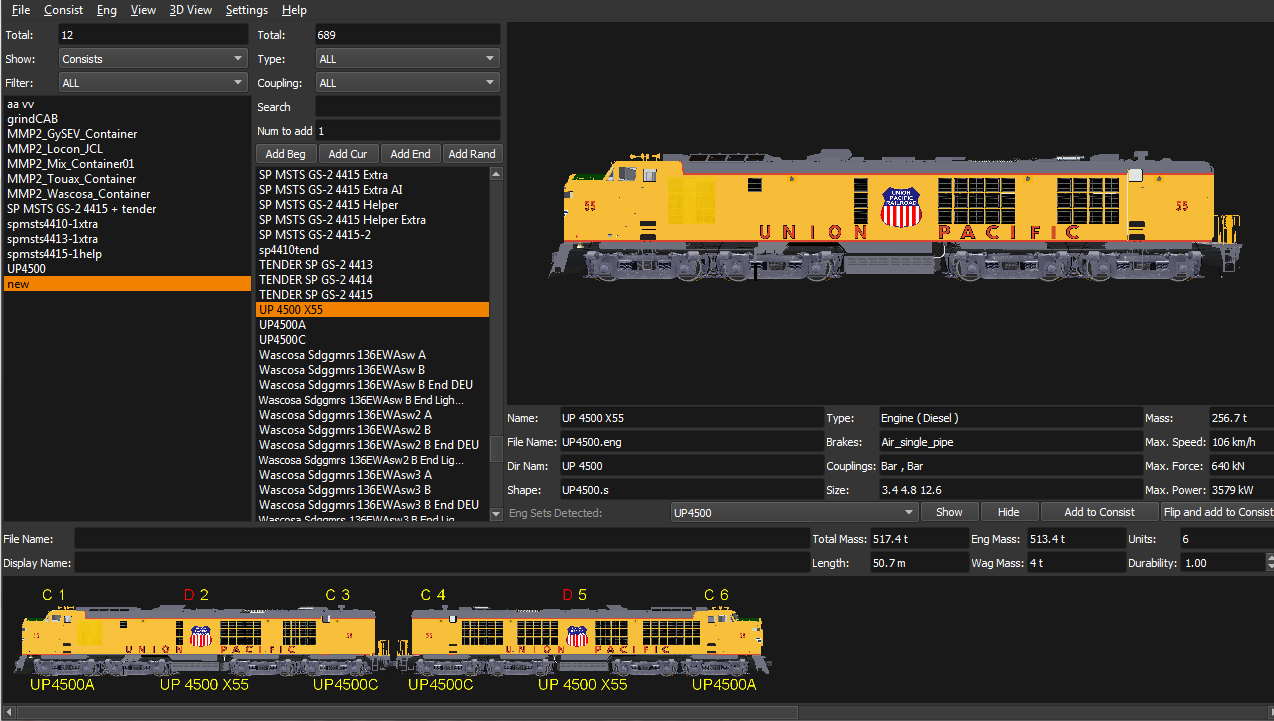 File Consist Eng View 3D View Settings Help
Total: 12
Show: Consists
Filter: ALL
aa vv
grindCAB
MMP2_GySEV_Container
MMP2_Locon_JCL
MMP2_Mix_Container01
MMP2_Touax_Container
MMP2_Wascosa_Container
SP MSTS GS-2 4415 + tender
spmsts4410-1xtra
spmsts4413-1xtra
spmsts4415-1help
UP4500
new
Total: 689
Type: ALL
Coupling: ALL
Search
Num to add 1
Add Beg Add Cur Add End Add Rand
SP MSTS GS-2 4415 Extra
SP MSTS GS-2 4415 Extra AI
SP MSTS GS-2 4415 Helper
SP MSTS GS-2 4415 Helper Extra
SP MSTS GS-2 4415-2
sp4410tend
TENDER SP GS-2 4413
TENDER SP GS-2 4414
TENDER SP GS-2 4415
UP 4500 X55
UP4500A
UP4500C
Wascosa Sdggmrs 136EWAsw A
Wascosa Sdggmrs 136EWAsw B
Wascosa Sdggmrs 136EWAsw B End DEU
Wascosa Sdggmrs 136EWAsw B End Ligh...
Wascosa Sdggmrs 136EWAsw2 A
Wascosa Sdggmrs 136EWAsw2 B
Wascosa Sdggmrs 136EWAsw2 B End DEU
Wascosa Sdggmrs 136EWAsw2 B End Lig...
Wascosa Sdggmrs 136EWAsw3 A
Wascosa Sdggmrs 136EWAsw3 B
Wascosa Sdggmrs 136EWAsw3 B End DEU
Wascosa Sdggmrs 136EWAsw3 B End Lig...
55
UNION
PACIFIC
RAILROAD
55
UNION PACIFIC
T
Name: UP 4500 X55 Type: Engine ( Diesel ) Mass: 256.7 t
File Name: UP4500.eng Brakes: Air_single_pipe Max. Speed: 106 km/h
Dir Nam: UP 4500 Couplings: Bar , Bar Max. Force: 640 kN
Shape: UP4500.s Size: 3.4 4.8 12.6 Max. Power: 3579 kW
Eng Sets Detected: UP4500 Show Hide Add to Consist Flip and add to Consist
File Name: Total Mass: 517.4 t Eng Mass: 513.4 t Units: 6
Display Name: Length: 50.7 m Wag Mass: 4 t Durability: 1.00
C 1 D 2 C 3 C 4 D 5 C 6
UNION PACIFIC UNION PACIFIC
UP4500A UP 4500 X55 UP4500C UP4500C UP 4500 X55 UP4500A